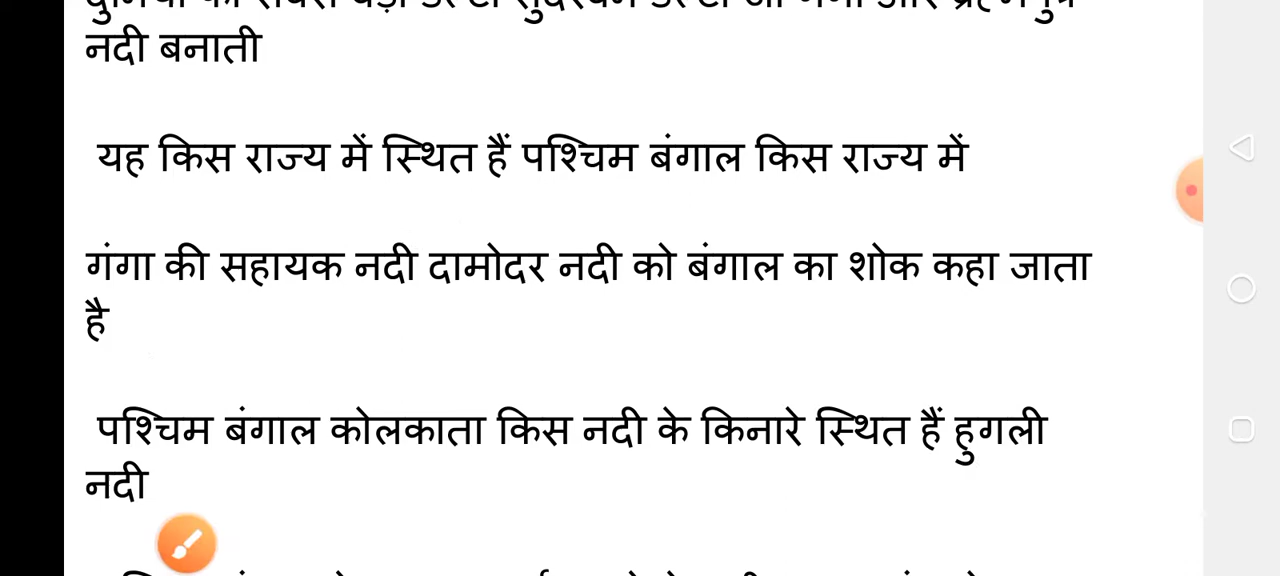 नदी बनाती
यह किस राज्य में स्थित हैं पश्चिम बंगाल किस राज्य में
गंगा की सहायक नदी दामोदर नदी को बंगाल का शोक कहा जाता
है
पश्चिम बंगाल कोलकाता किस नदी के किनारे स्थित हैं हुगली
नदी